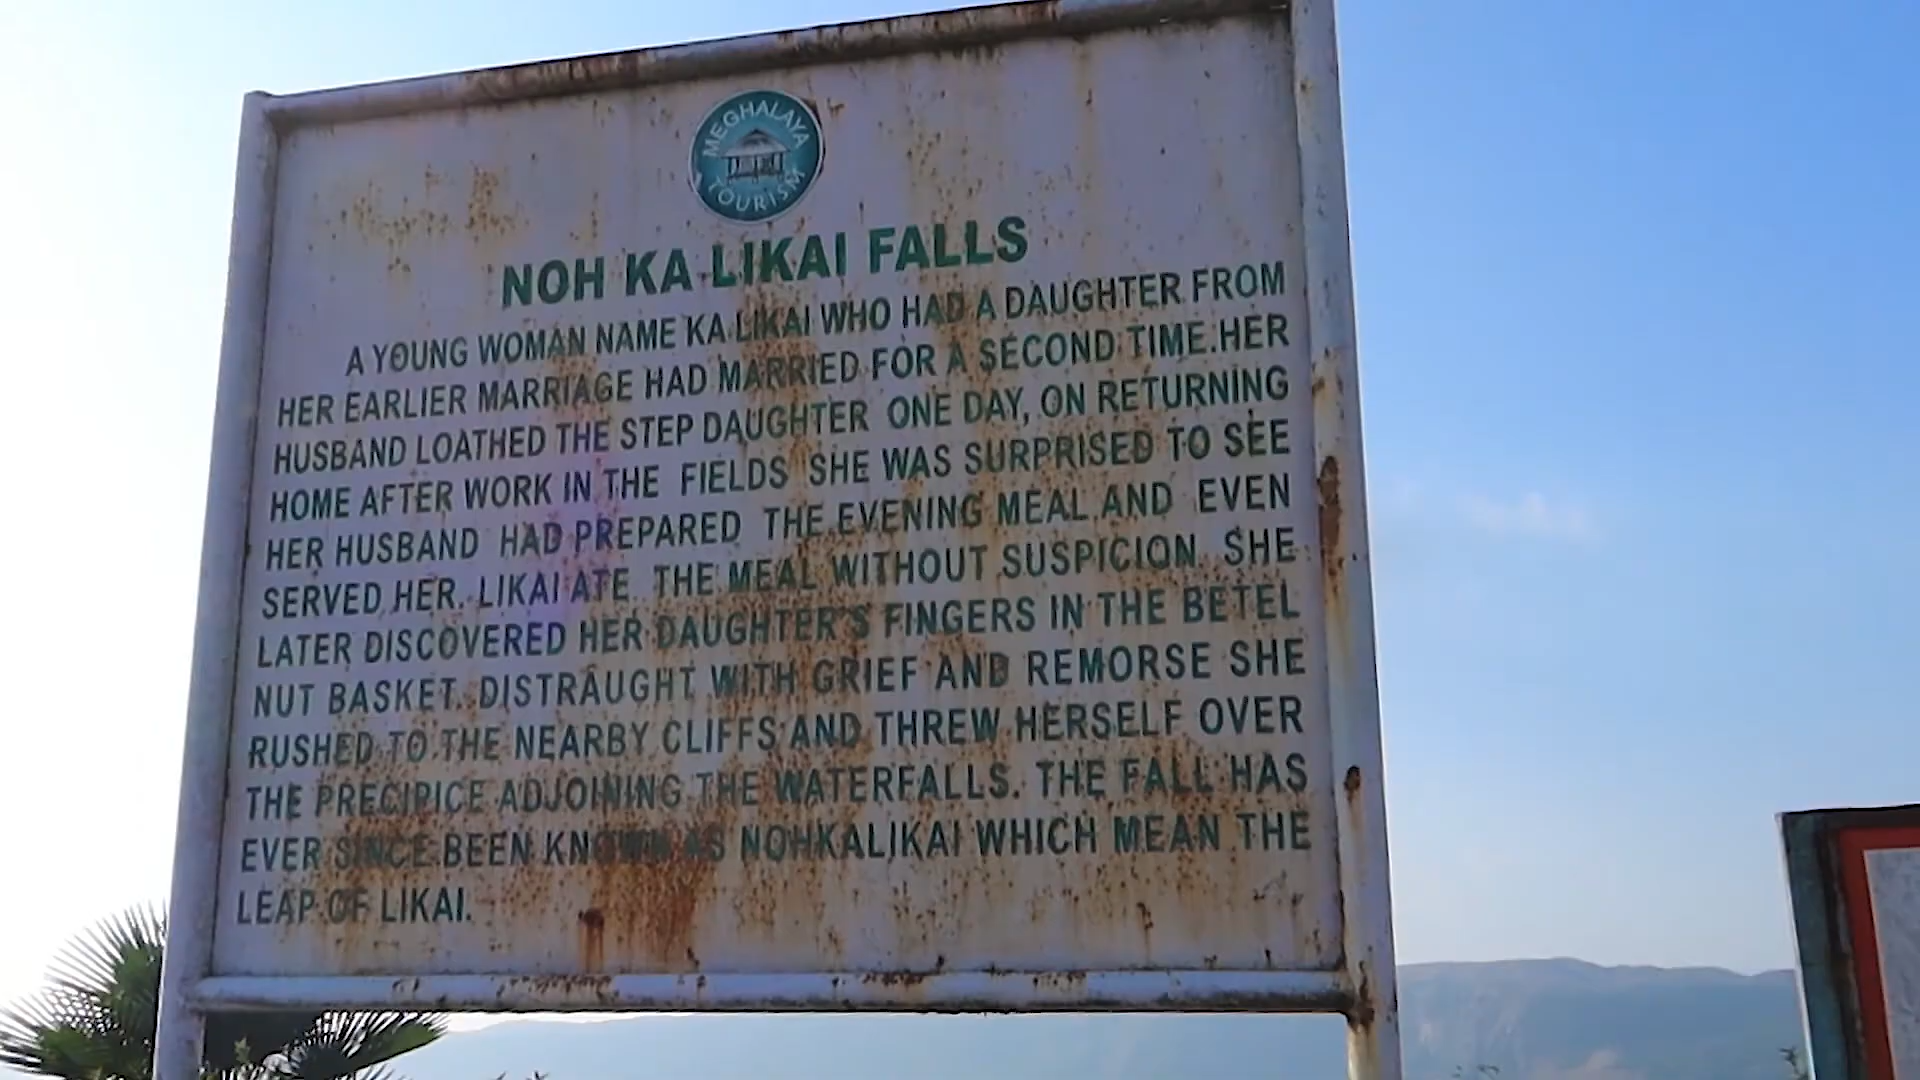 MEGHALAYA
TOURISM
NOH KA LIKAI FALLS
A YOUNG WOMAN NAME KA LIKAI WHO HAD A DAUGHTER FROM
HER EARLIER MARRIAGE HAD MARRIED FOR A SECOND TIME.HER
HUSBAND LOATHED THE STEP DAUGHTER ONE DAY, ON RETURNING
HOME AFTER WORK IN THE FIELDS SHE WAS SURPRISED TO SEE
HER HUSBAND HAD PREPARED THE EVENING MEAL AND EVEN
SERVED HER. LIKAI ATE THE MEAL WITHOUT SUSPICION. SHE
LATER DISCOVERED HER DAUGHTER'S FINGERS IN THE BETEL
NUT BASKET. DISTRAUGHT WITH GRIEF AND REMORSE SHE
RUSHED TO THE NEARBY CLIFFS AND THREW HERSELF OVER
THE PRECIPICE ADJOINING THE WATERFALLS. THE FALL HAS
EVER SINCE BEEN KNOWN AS NOHKALIKAI WHICH MEAN THE
LEAP OF LIKAI.